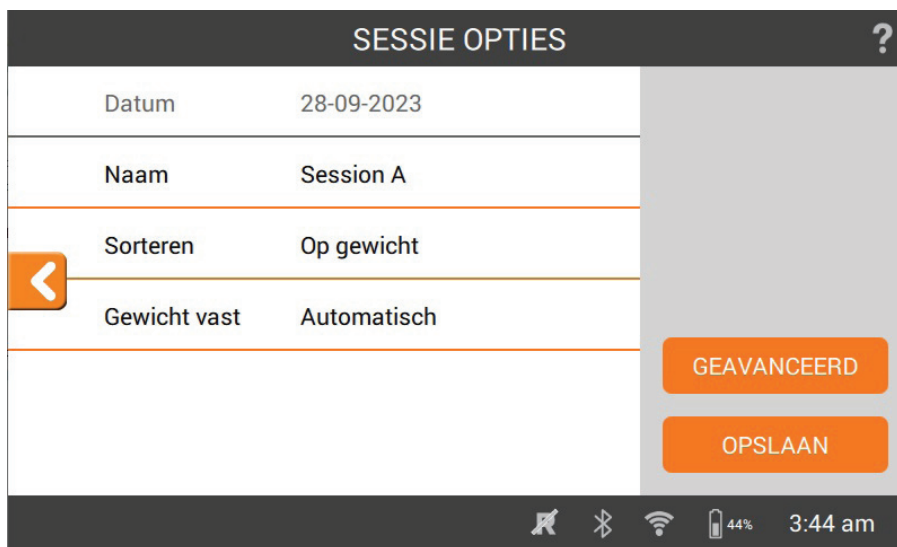 SESSIE OPTIES ?
Datum 28-09-2023
Naam Session A
Sorteren Op gewicht
Gewicht vast Automatisch
GEAVANCEERD
OPSLAAN
R 44% 3:44 am